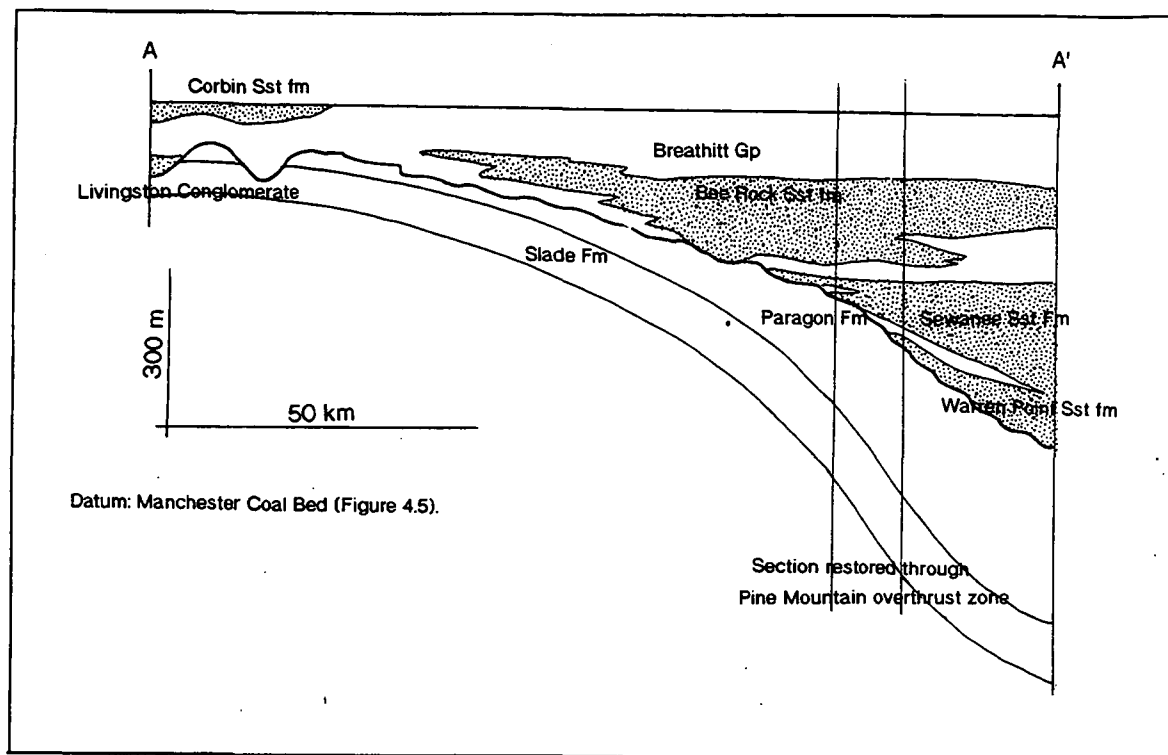 A
A'
Corbin Sst fm
Breathitt Gp
Bee Rock Sst fm
Livingston Conglomerate
Slade Fm
Paragon Fm
Sewanee Sst Fm
300 m
Warren Point Sst fm
50 km
Datum: Manchester Coal Bed (Figure 4.5).
Section restored through
Pine Mountain overthrust zone